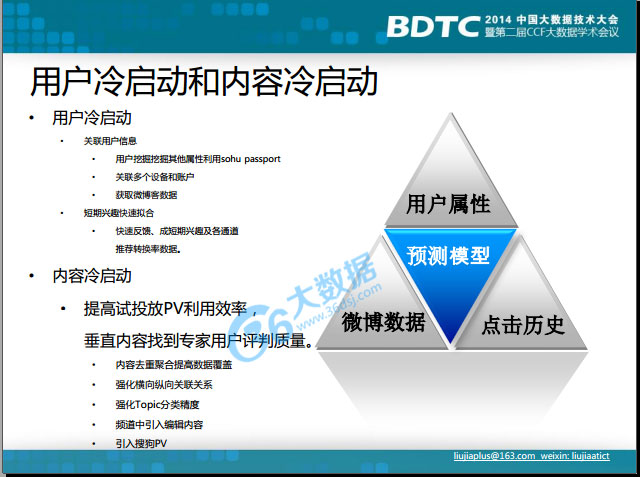 BDTC 2014 中国大数据技术大会
暨第二届CCF大数据学术会议
用户冷启动和内容冷启动
• 用户冷启动
• 关联用户信息
• 用户挖掘挖掘其他属性利用sohu passport
• 关联多个设备和账户
• 获取微博客数据
• 短期兴趣快速拟合
• 快速反馈、成短期兴趣及各通道
推荐转换率数据。
• 内容冷启动
• 提高试投放PV利用效率，
垂直内容找到专家用户评判质量。
• 内容去重聚合提高数据覆盖
• 强化横向纵向关联关系
• 强化Topic分类精度
• 频道中引入编辑内容
• 引入搜狗PV
用户属性
预测模型
微博数据
点击历史
36大数据
www.36dsj.com
liujiaplus@163.com weixin: liujiaatict